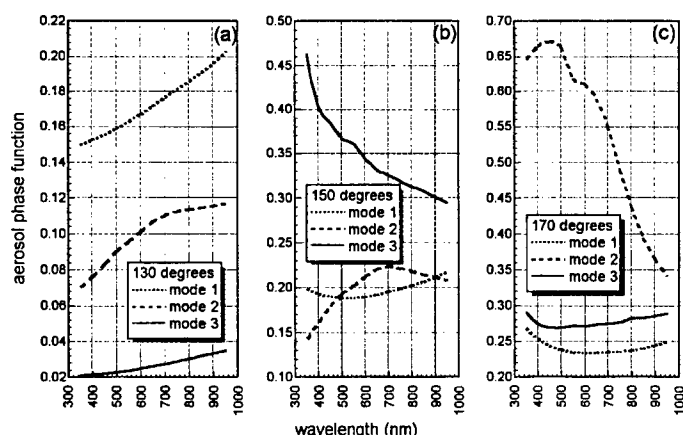 aerosol phase function
(a)
0.22
0.20
0.18
0.16
0.14
0.12
0.10
0.08
0.06
0.04
0.02
130 degrees
mode 1
mode 2
mode 3
300 400 500 600 700 800 900 1000
(b)
0.50
0.45
0.40
0.35
0.30
0.25
0.20
0.15
0.10
150 degrees
mode 1
mode 2
mode 3
300 400 500 600 700 800 900 1000
(c)
0.70
0.65
0.60
0.55
0.50
0.45
0.40
0.35
0.30
0.25
0.20
170 degrees
mode 1
mode 2
mode 3
300 400 500 600 700 800 900 1000
wavelength (nm)